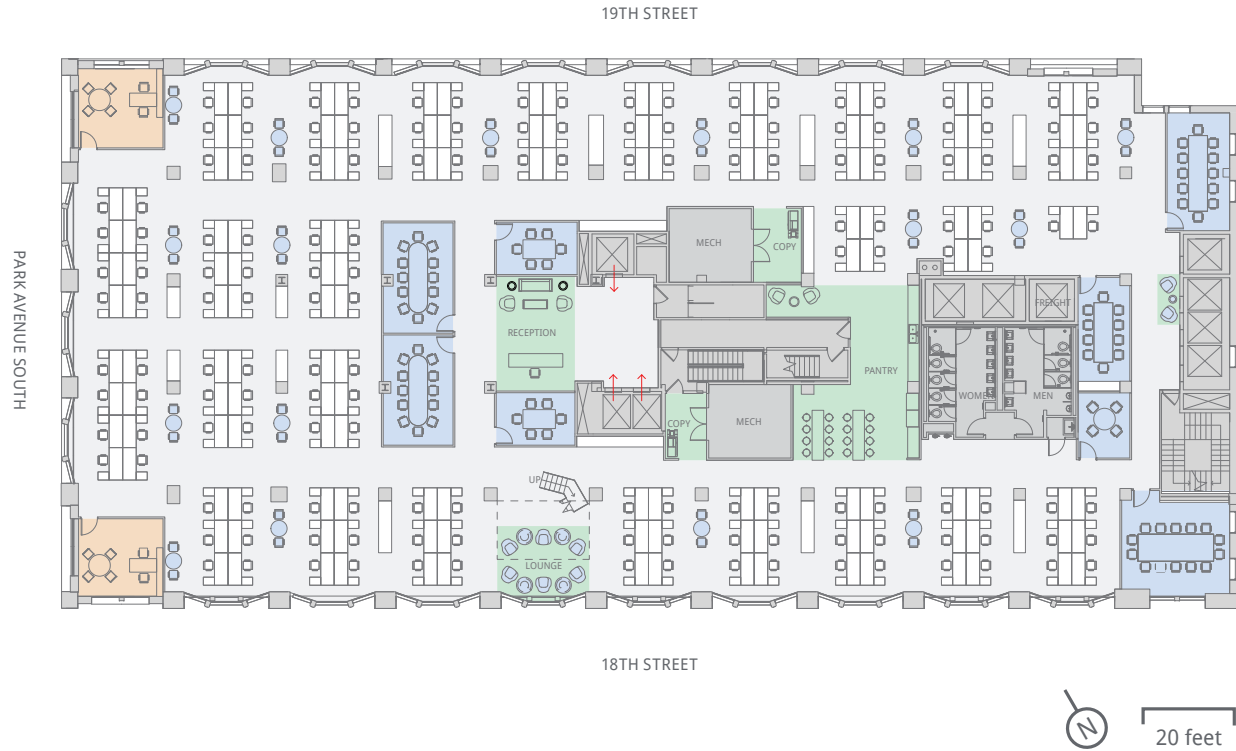 19TH STREET
PARK AVENUE SOUTH
MECH
COPY
H
H
H
RECEPTION
FREIGHT
H
H
PANTRY
WOMEN
MEN
COPY
MECH
UP
LOUNGE
18TH STREET
N
20 feet